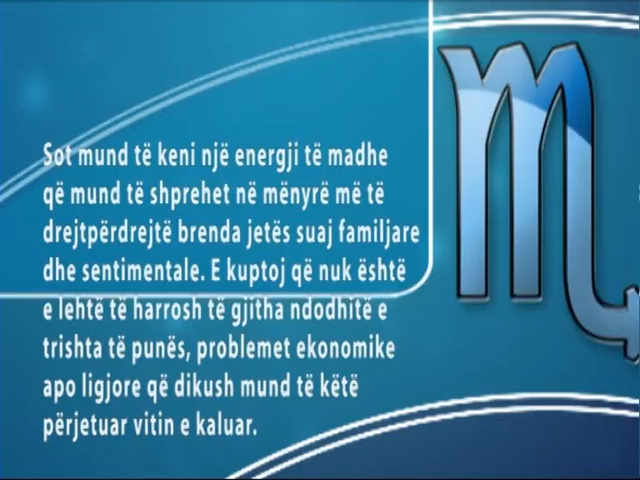 Sot mund të keni një energji të madhe
që mund të shprehet në mënyrë më të
drejtpërdrejtë brenda jetës suaj familjare
dhe sentimentale. E kuptoj që nuk është
e lehtë të harrosh të gjitha ndodhitë e
trishta të punës, problemet ekonomike
apo ligjore që dikush mund të këtë
përjetuar vitin e kaluar.